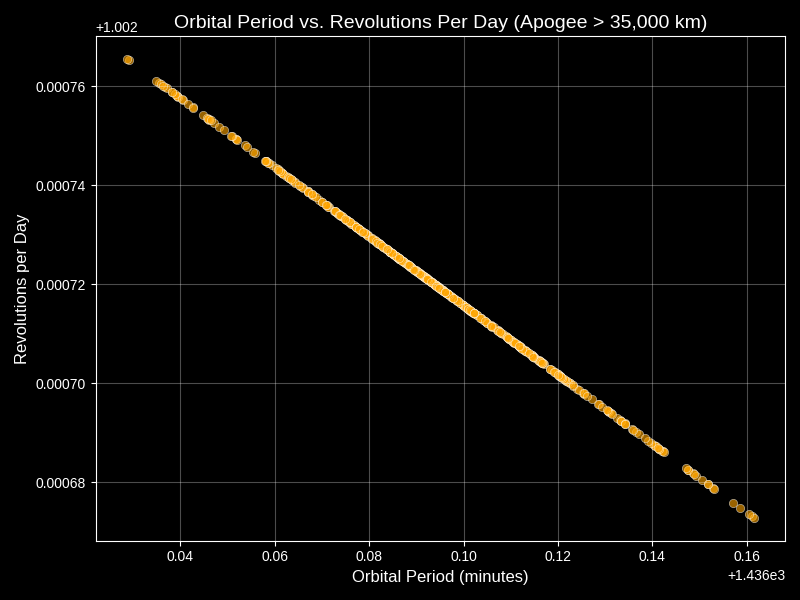 Orbital Period vs. Revolutions Per Day (Apogee > 35,000 km)
+1.002
0.00076
0.00074
0.00072
0.00070
0.00068
Revolutions per Day
0.04 0.06 0.08 0.10 0.12 0.14 0.16
Orbital Period (minutes)
+1.436e3